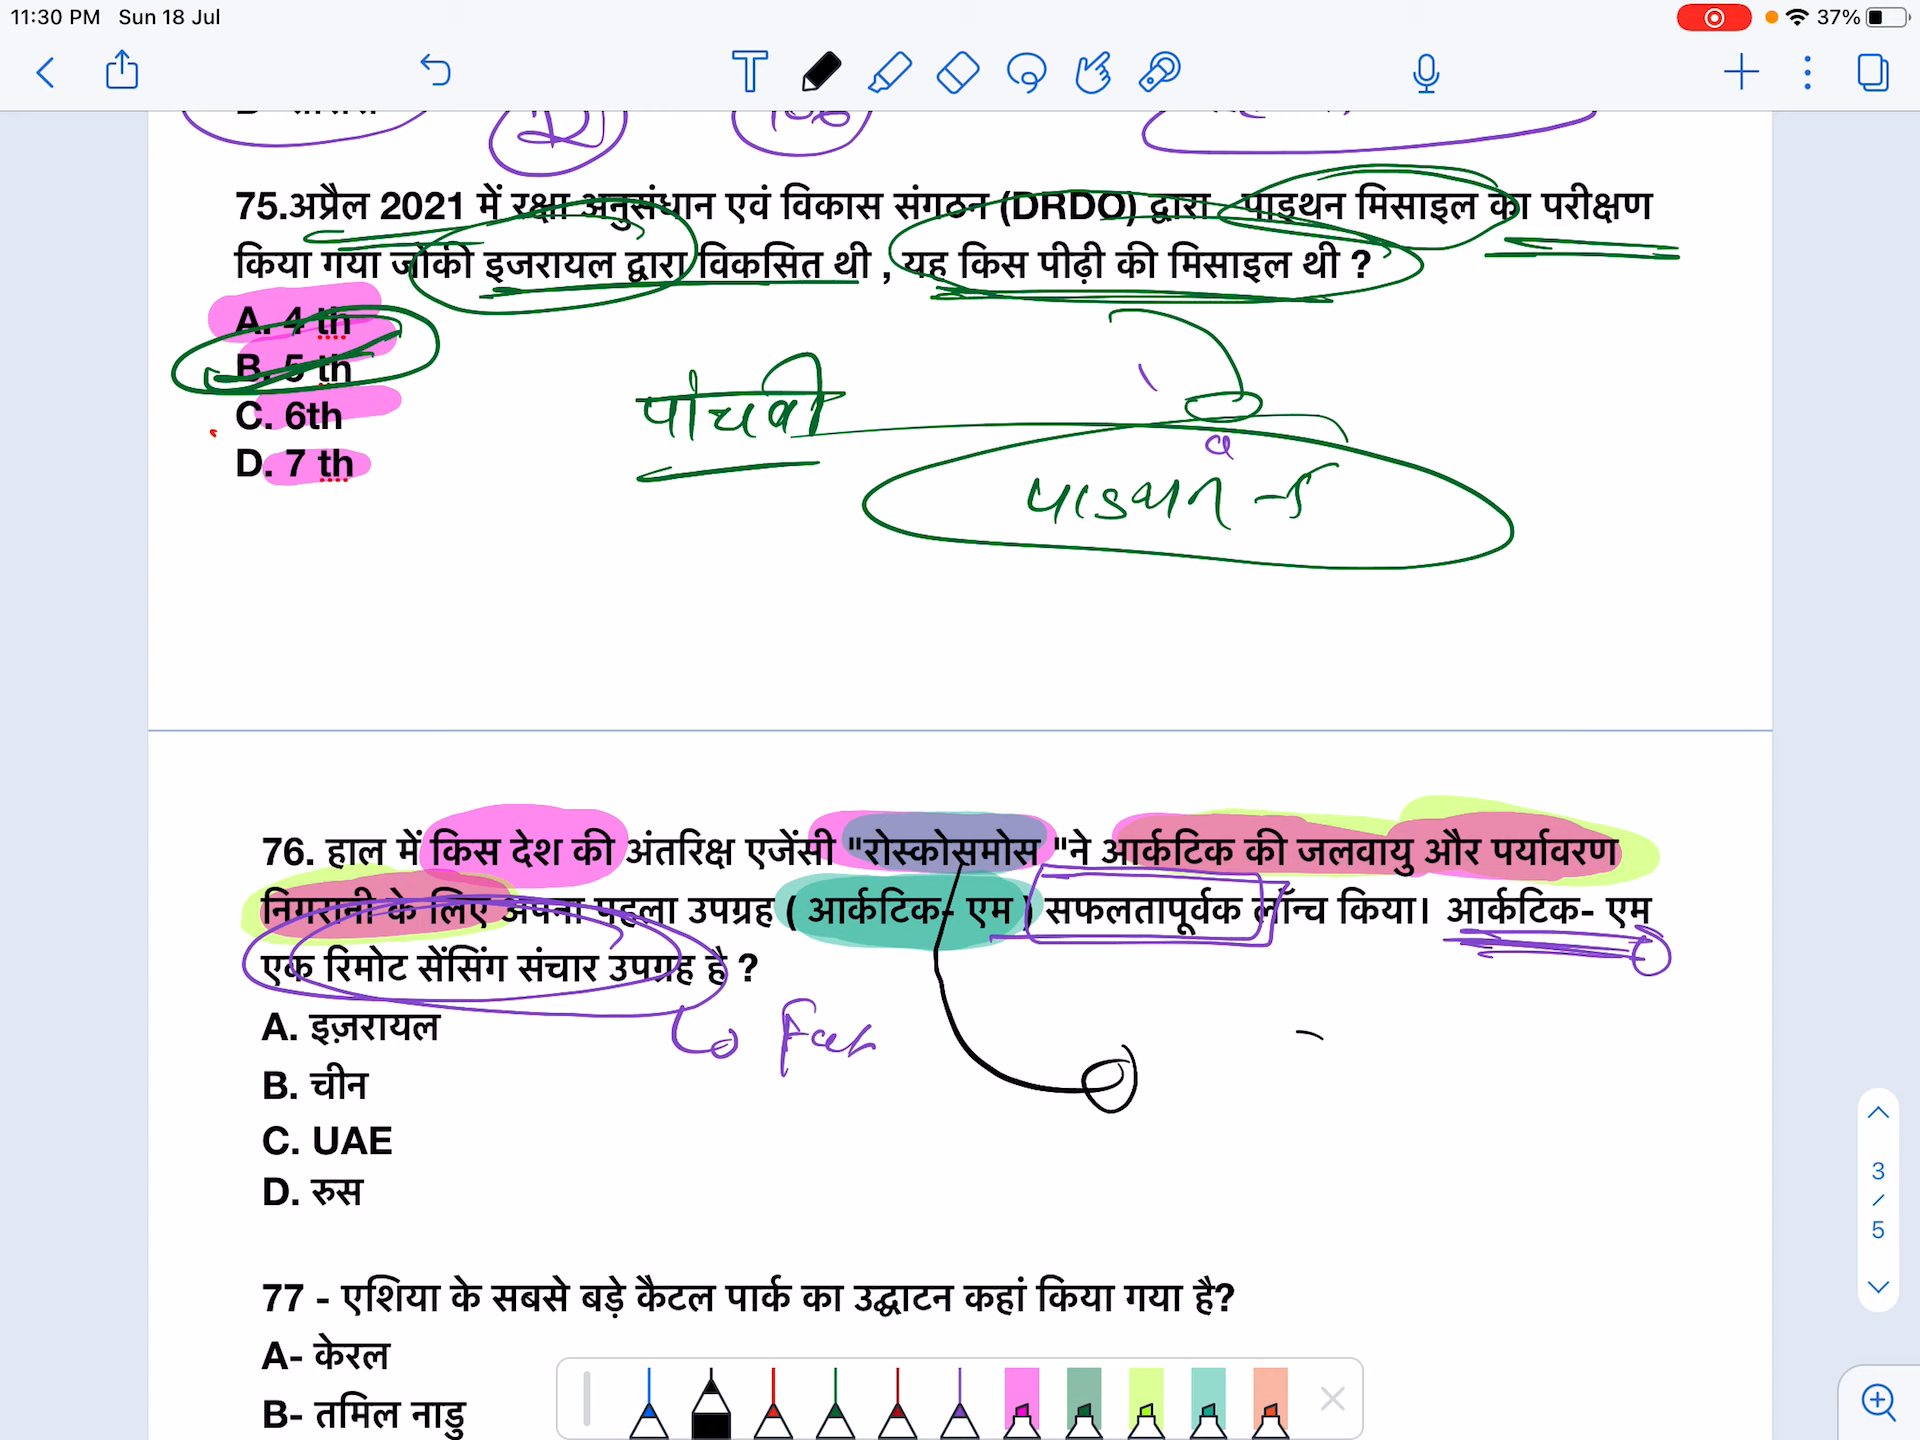 11:30 PM Sun 18 Jul
37%
75.अप्रैल 2021 में रक्षा अनुसंधान एवं विकास संगठन (DRDO) द्वारा पाइथन मिसाइल का परीक्षण
किया गया जोकी इजरायल द्वारा विकसित थी , यह किस पीढ़ी की मिसाइल थी ?
A. 4 th
B. 5 th
C. 6th
D. 7 th
पांचवी
पाइथान -5
76. हाल में किस देश की अंतरिक्ष एजेंसी "रोस्कोसमोस "ने आर्कटिक की जलवायु और पर्यावरण
निगरानी के लिए अपना पहला उपग्रह ( आर्कटिक- एम ) सफलतापूर्वक लॉन्च किया। आर्कटिक- एम
एक रिमोट सेंसिंग संचार उपग्रह है ?
A. इज़रायल
B. चीन
C. UAE
D. रुस
77 - एशिया के सबसे बड़े कैटल पार्क का उद्घाटन कहां किया गया है?
A- केरल
B- तमिल नाडु
3
/
5